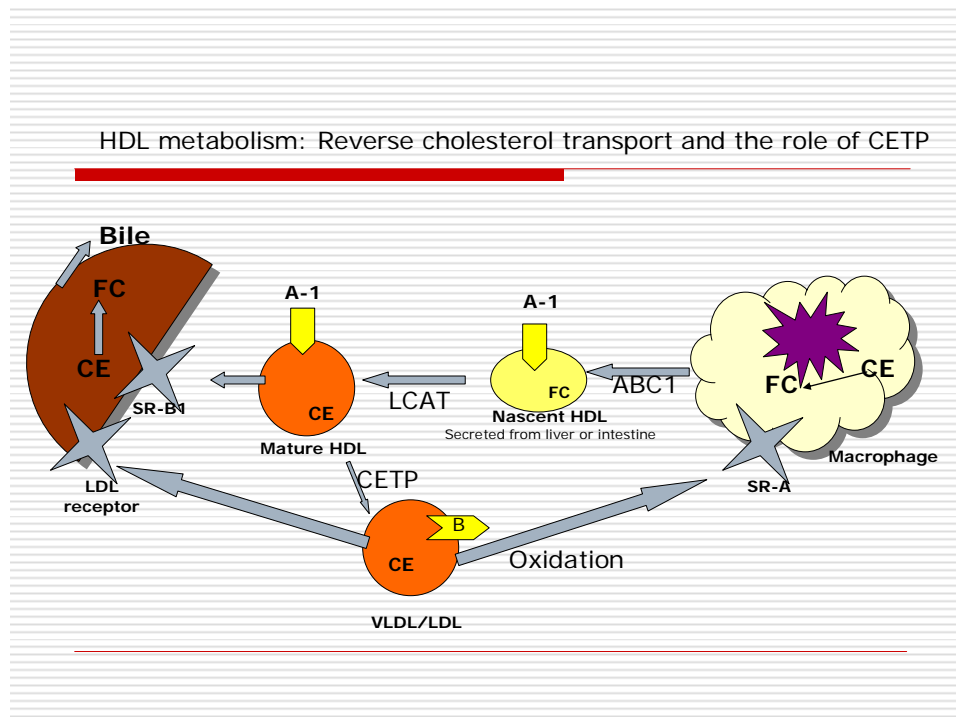 HDL metabolism: Reverse cholesterol transport and the role of CETP
Bile
FC
CE
SR-B1
LDL
receptor
A-1
CE
Mature HDL
LCAT
A-1
FC
Nascent HDL
Secreted from liver or intestine
ABC1
FC
CE
Macrophage
SR-A
CETP
B
CE
Oxidation
VLDL/LDL